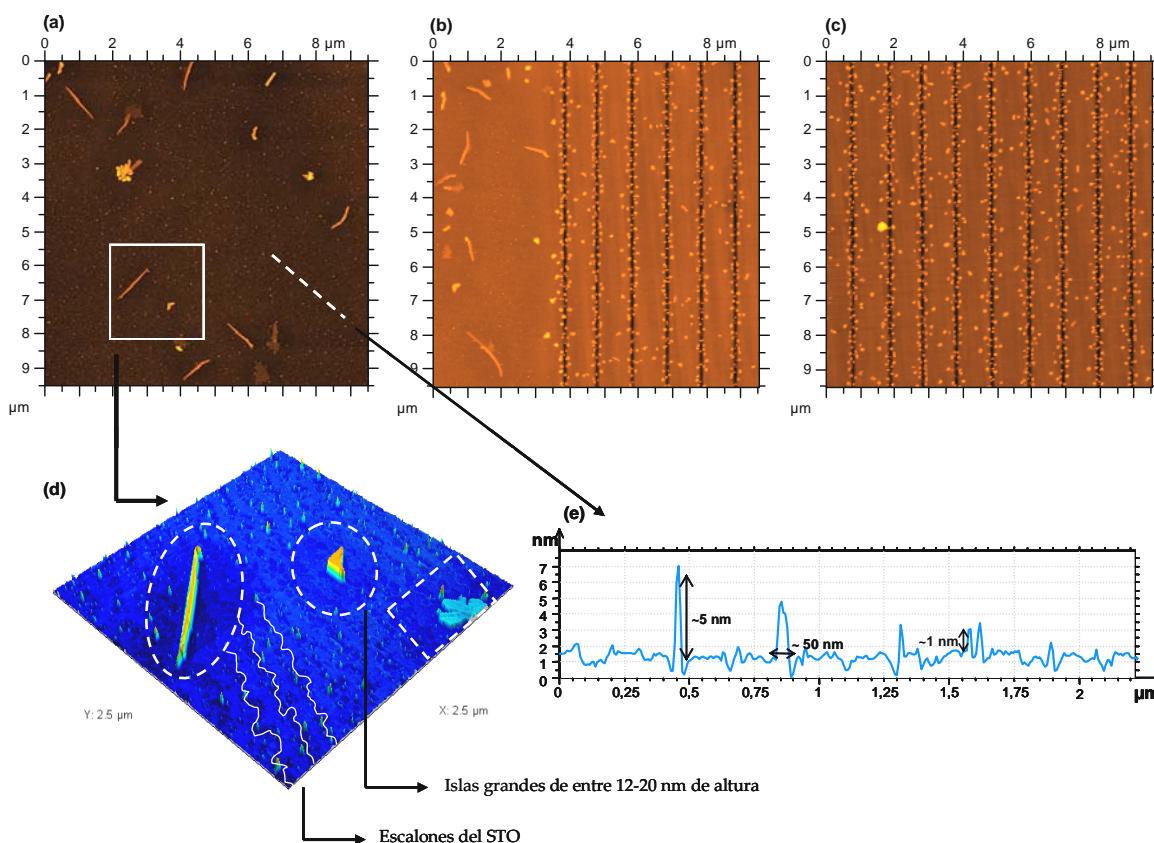 (a)
(b)
(c)
0 2 4 6 8 µm
0 2 4 6 8 µm
0 2 4 6 8 µm
0
1
2
3
4
5
6
7
8
9
µm
0
1
2
3
4
5
6
7
8
9
µm
0
1
2
3
4
5
6
7
8
9
µm
(d)
Y: 2.5 µm
X: 2.5 µm
(e)
nm
7
6
5
4
3
2
1
0
~5 nm
~ 50 nm
~1 nm
0 0,25 0,5 0,75 1 1,25 1,5 1,75 2 µm
Islas grandes de entre 12-20 nm de altura
Escalones del STO